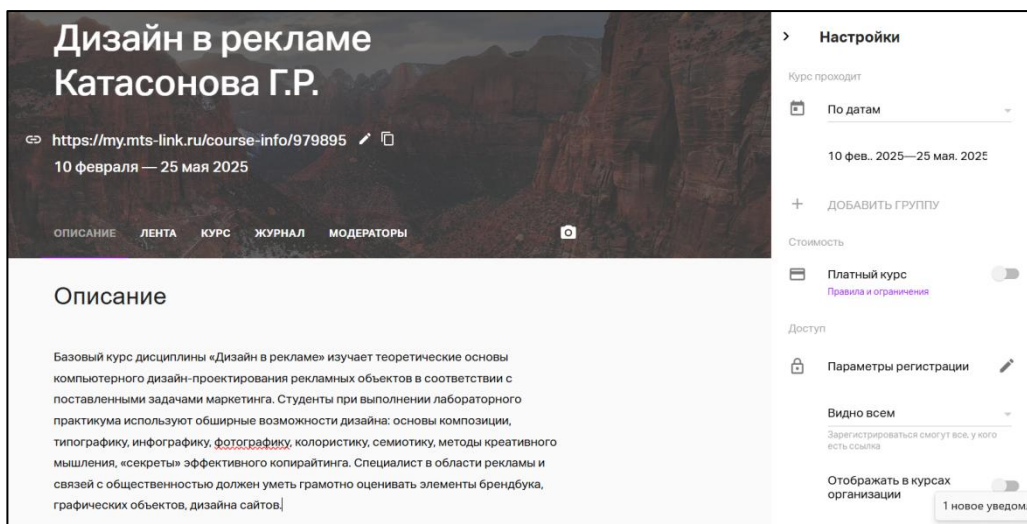 Дизайн в рекламе
Катасонова Г.Р.
https://my.mts-link.ru/course-info/979895
10 февраля — 25 мая 2025
ОПИСАНИЕ ЛЕНТА КУРС ЖУРНАЛ МОДЕРАТОРЫ
Описание
Базовый курс дисциплины «Дизайн в рекламе» изучает теоретические основы
компьютерного дизайн-проектирования рекламных объектов в соответствии с
поставленными задачами маркетинга. Студенты при выполнении лабораторного
практикума используют обширные возможности дизайна: основы композиции,
типографику, инфографику, фотографику, колористику, семиотику, методы креативного
мышления, «секреты» эффективного копирайтинга. Специалист в области рекламы и
связей с общественностью должен уметь грамотно оценивать элементы брендбука,
графических объектов, дизайна сайтов.
Настройки
Курс проходит
По датам
10 фев.. 2025—25 мая. 2025
ДОБАВИТЬ ГРУППУ
Стоимость
Платный курс
Правила и ограничения
Доступ
Параметры регистрации
Видно всем
Зарегистрироваться смогут все, у кого
есть ссылка
Отображать в курсах
организации
1 новое уведом